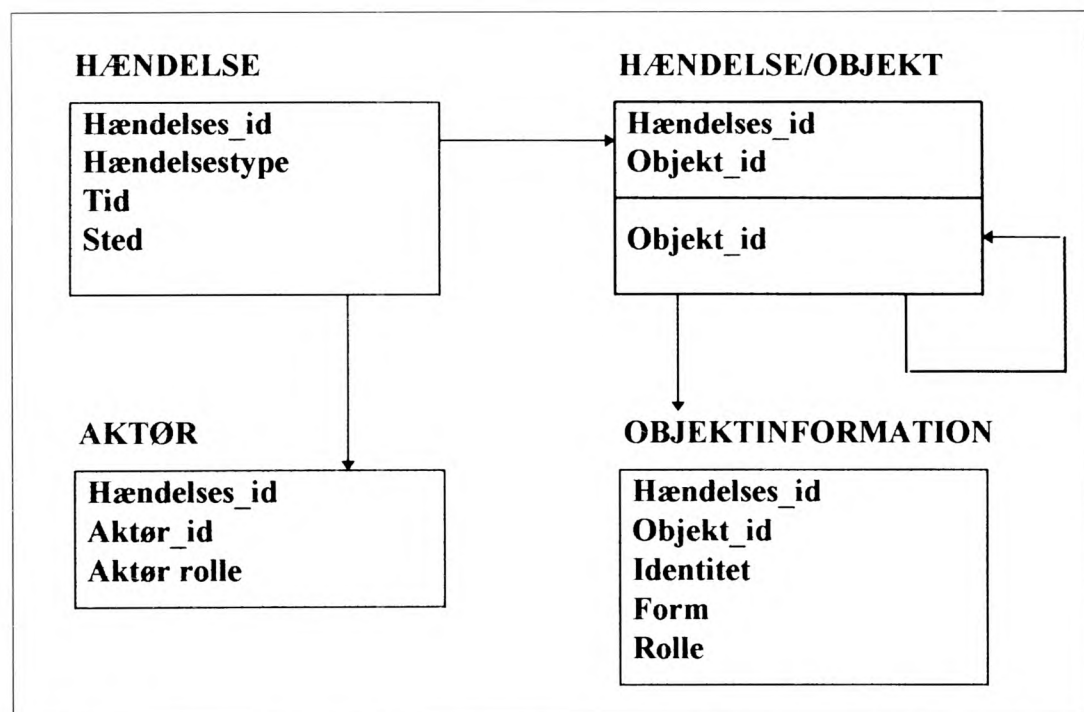 HÆNDELSE
Hændelses_id
Hændelsestype
Tid
Sted
HÆNDELSE/OBJEKT
Hændelses_id
Objekt_id
Objekt_id
AKTØR
Hændelses_id
Aktør_id
Aktør rolle
OBJEKTINFORMATION
Hændelses_id
Objekt_id
Identitet
Form
Rolle